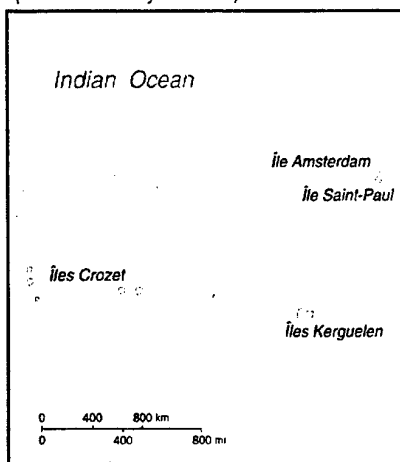 Indian Ocean
Île Amsterdam
Île Saint-Paul
Îles Crozet
Îles Kerguelen
0 400 800 km
0 400 800 mi